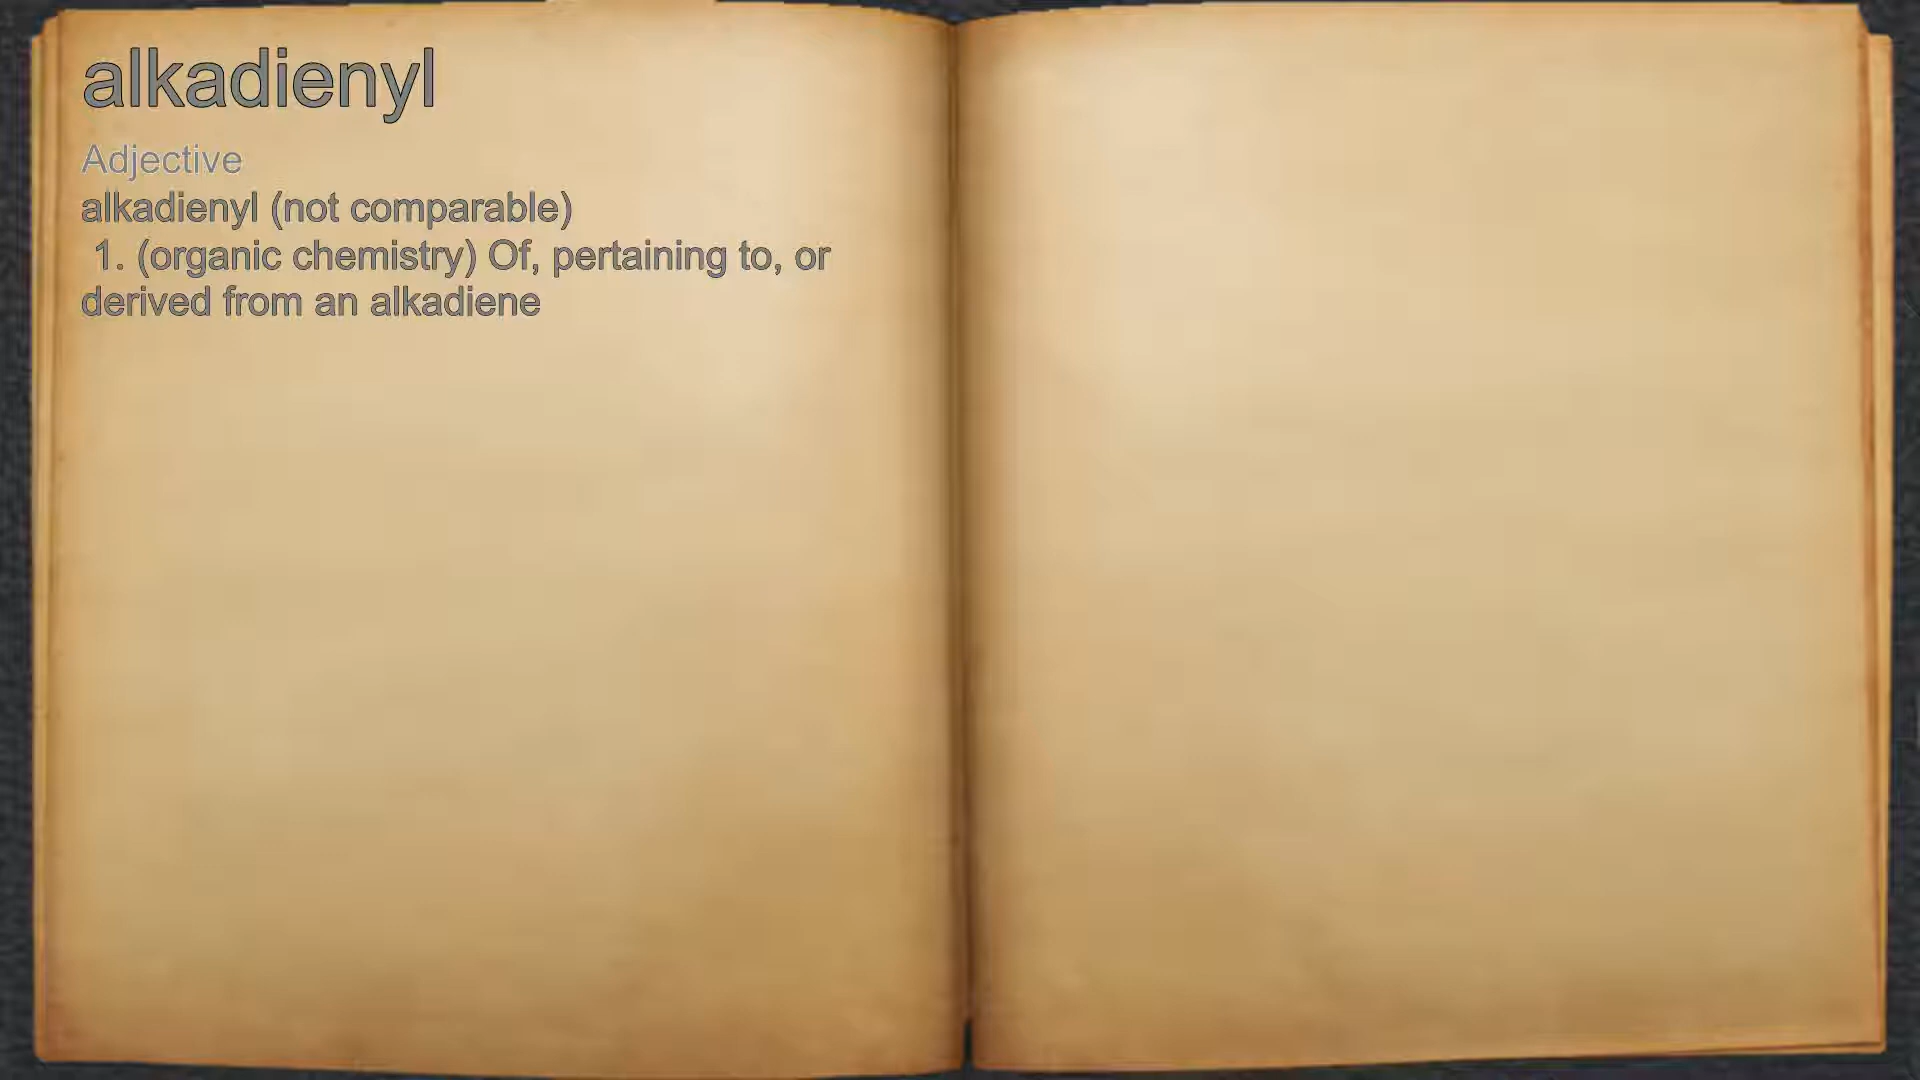 alkadienyl
Adjective
alkadienyl (not comparable)
1. (organic chemistry) Of, pertaining to, or
derived from an alkadiene